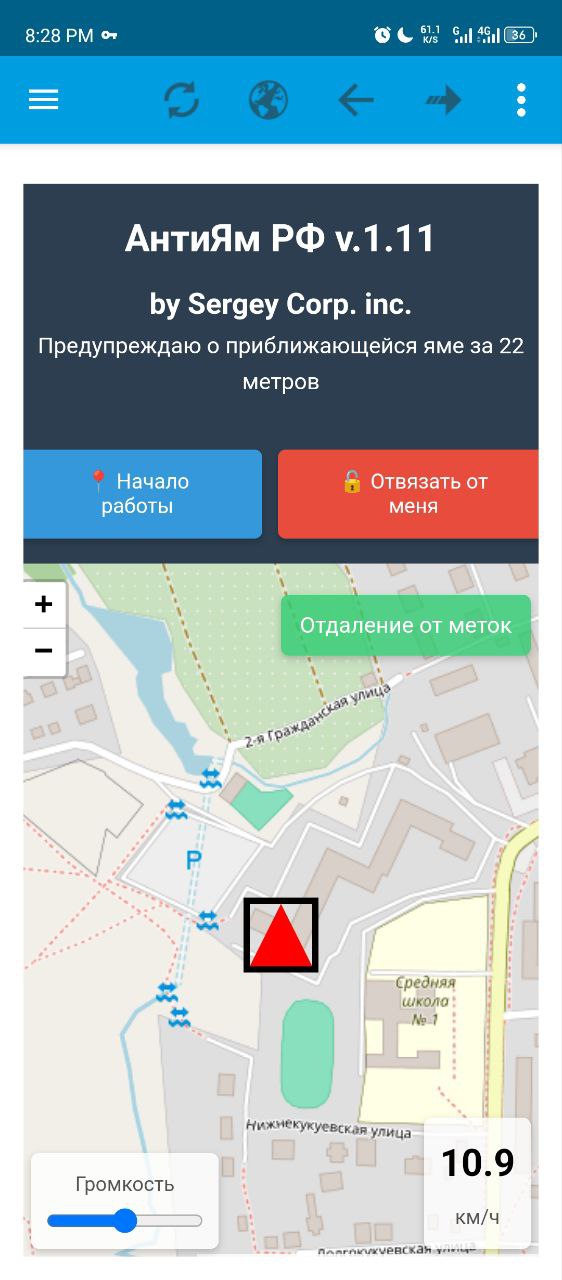 8:28 PM
61.1
K/S
G
4G
36
АнтиЯм РФ v.1.11
by Sergey Corp. inc.
Предупреждаю о приближающейся яме за 22
метров
📍 Начало
работы
🔓 Отвязать от
меня
+
−
Отдаление от меток
2-я Гражданская улица
P
Средняя
школа
№ 1
Нижнекукуевская улица
10.9
км/ч
Громкость
Долгокукуевская улица